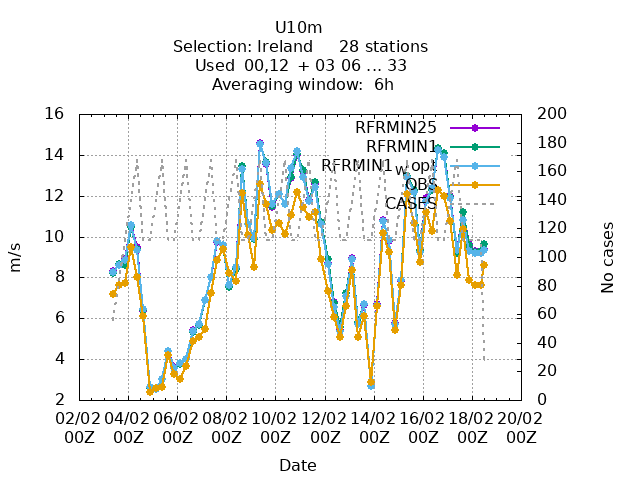 U10m
Selection: Ireland 28 stations
Used 00,12 + 03 06 ... 33
Averaging window: 6h
16
14
12
10
8
6
4
2
m/s
200
180
160
140
120
100
80
60
40
20
0
No cases
RFRMIN25
RFRMIN1
RFRMIN1wop
OBS
CASES
02/02 04/02 06/02 08/02 10/02 12/02 14/02 16/02 18/02 20/02
00Z 00Z 00Z 00Z 00Z 00Z 00Z 00Z 00Z 00Z
Date